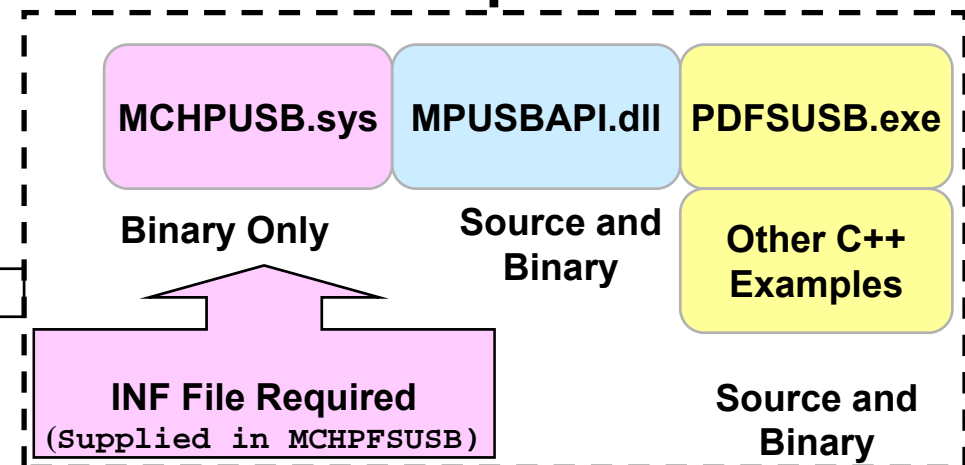 MCHPUSB.sys
MPUSBAPI.dll
PDFSUSB.exe
Binary Only
Source and
Binary
Other C++
Examples
INF File Required
(Supplied in MCHPFSUSB)
Source and
Binary